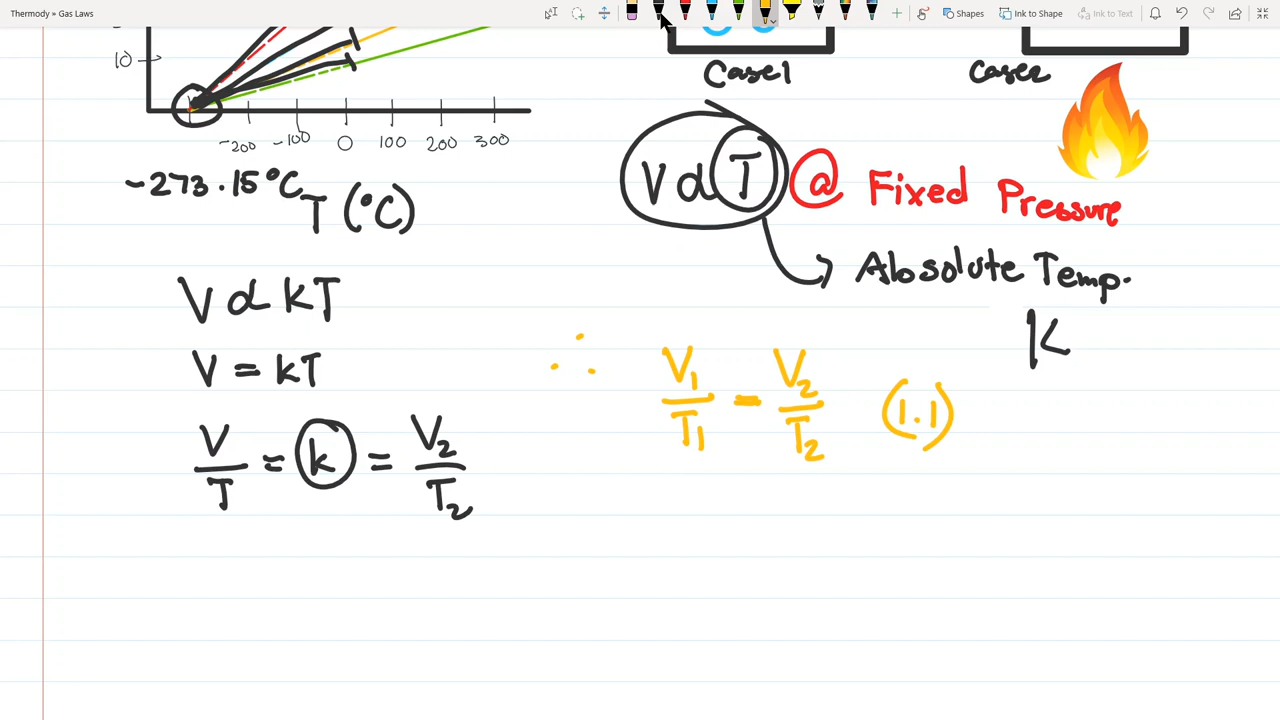 Thermody » Gas Laws
Shapes
Ink to Shape
Ink to Text
10
-200 -100 0 100 200 300
-273.15°C
T (°C)
Case1
Case2
V α T @ Fixed Pressure
Absolute Temp.
K
V α kT
V = kT
V/T = k = V₂/T₂
∴ V₁/T₁ = V₂/T₂ (1.1)